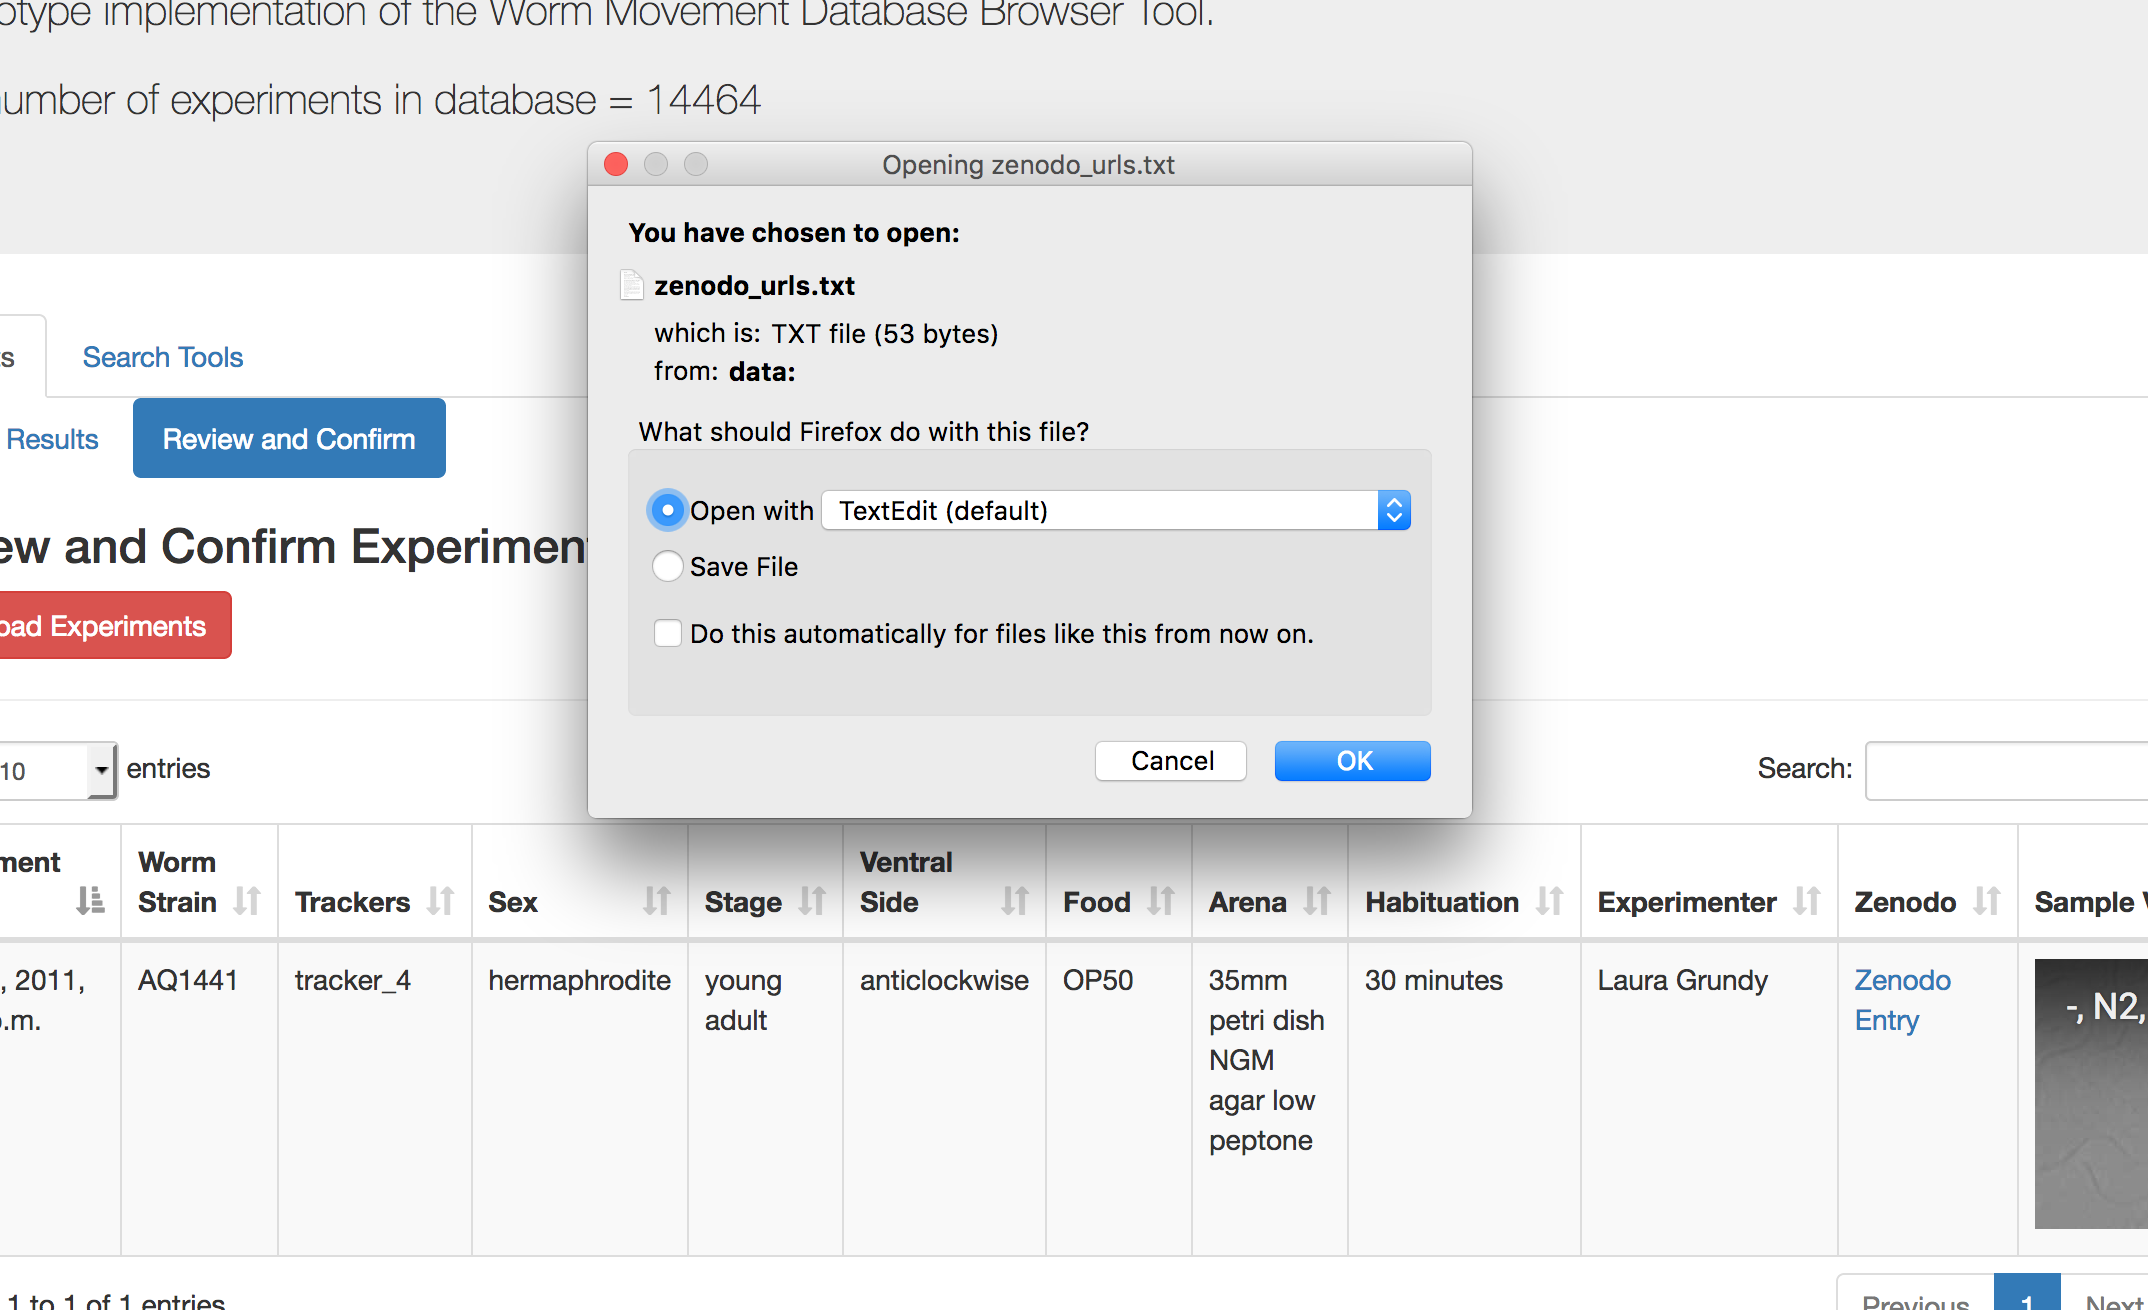 otype implementation of the Worm Movement Database Browser Tool.
umber of experiments in database = 14464
Opening zenodo_urls.txt
You have chosen to open:
zenodo_urls.txt
which is: TXT file (53 bytes)
from: data:
What should Firefox do with this file?
Open with TextEdit (default)
Save File
Do this automatically for files like this from now on.
Cancel OK
s Search Tools
Results Review and Confirm
ew and Confirm Experimen
oad Experiments
10 entries Search:
ment Worm Strain Trackers Sex Stage Ventral Side Food Arena Habituation Experimenter Zenodo Sample V
, 2011, AQ1441 tracker_4 hermaphrodite young anticlockwise OP50 35mm 30 minutes Laura Grundy Zenodo -, N2,
.m. adult petri dish Entry
NGM
agar low
peptone
1 to 1 of 1 entries
Previous 1 Next